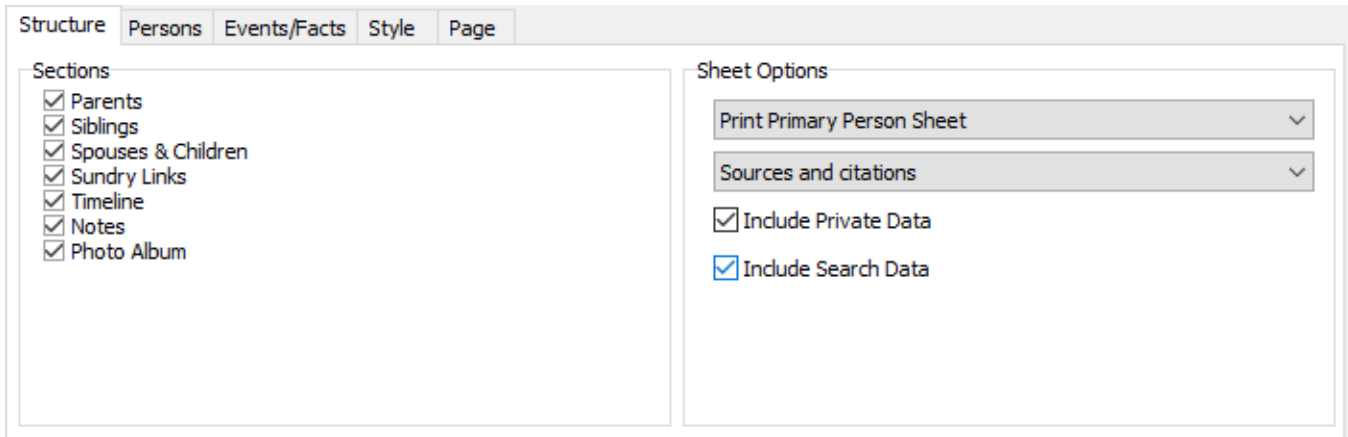 Structure Persons Events/Facts Style Page
Sections
Parents
Siblings
Spouses & Children
Sundry Links
Timeline
Notes
Photo Album
Sheet Options
Print Primary Person Sheet
Sources and citations
Include Private Data
Include Search Data